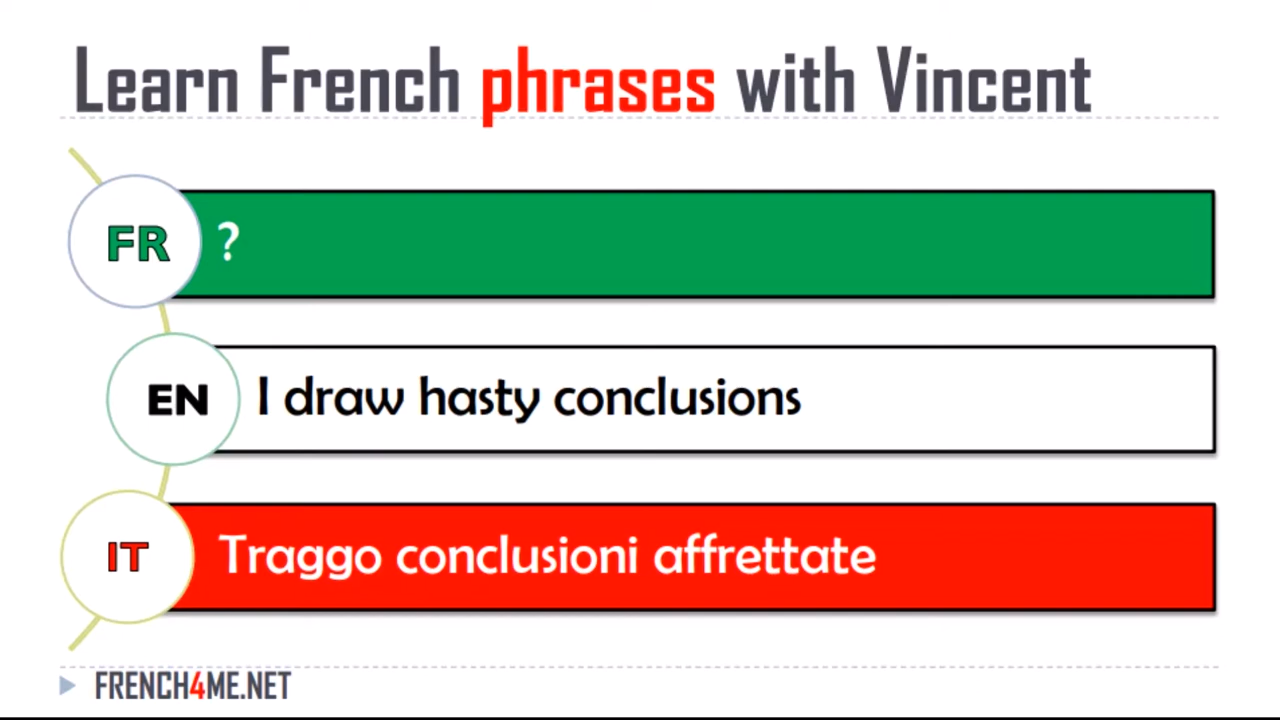 Learn French phrases with Vincent
FR ?
EN I draw hasty conclusions
IT Traggo conclusioni affrettate
FRENCH4ME.NET